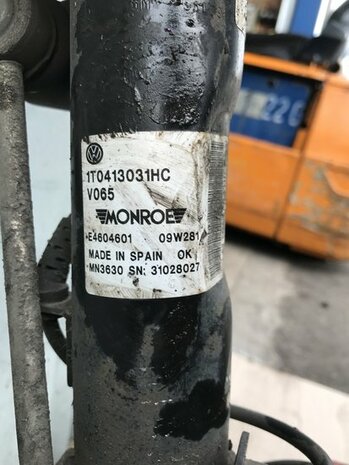 1T0413031HC
V065
MONROE
E4604601 09W281
MADE IN SPAIN OK
MN3630 SN: 31028027